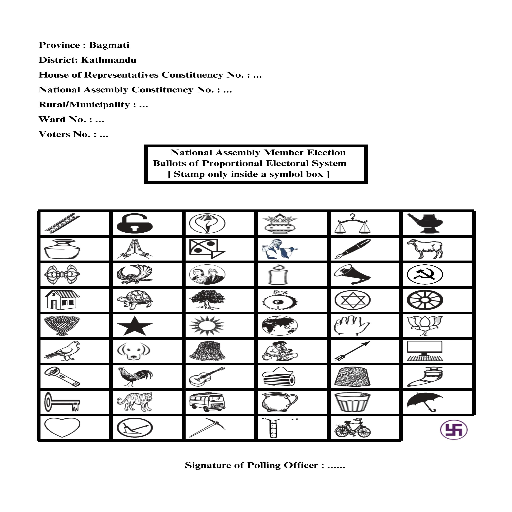 Province : Bagmati
District: Kathmandu
House of Representatives Constituency No. : ...
National Assembly Constituency No. : ...
Rural/Municipality : ...
Ward No. : ...
Voters No. : ...
National Assembly Member Election
Ballots of Proportional Electoral System
[ Stamp only inside a symbol box ]
Signature of Polling Officer : ......